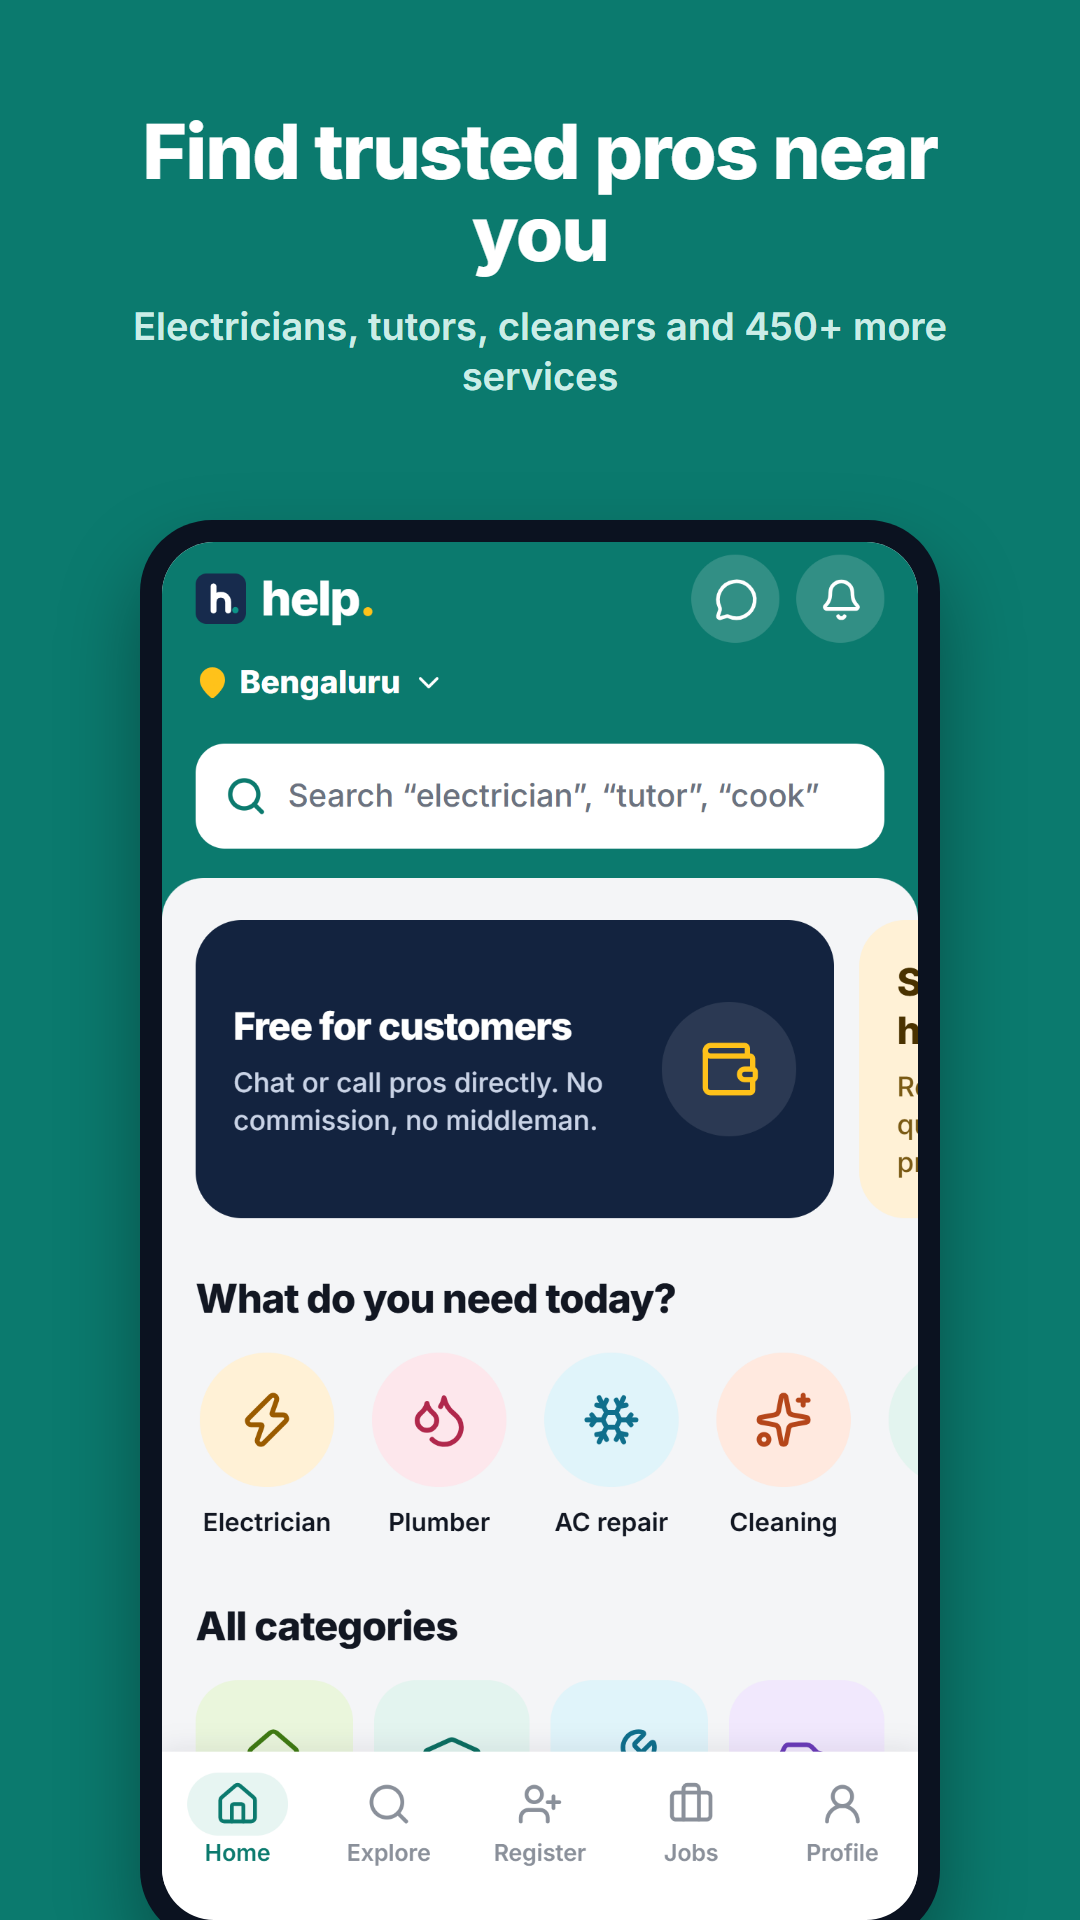 Find trusted pros near
you
Electricians, tutors, cleaners and 450+ more
services
h.
help.
Bengaluru
Search “electrician”, “tutor”, “cook”
Free for customers
Chat or call pros directly. No
commission, no middleman.
What do you need today?
Electrician
Plumber
AC repair
Cleaning
All categories
Home
Explore
Register
Jobs
Profile